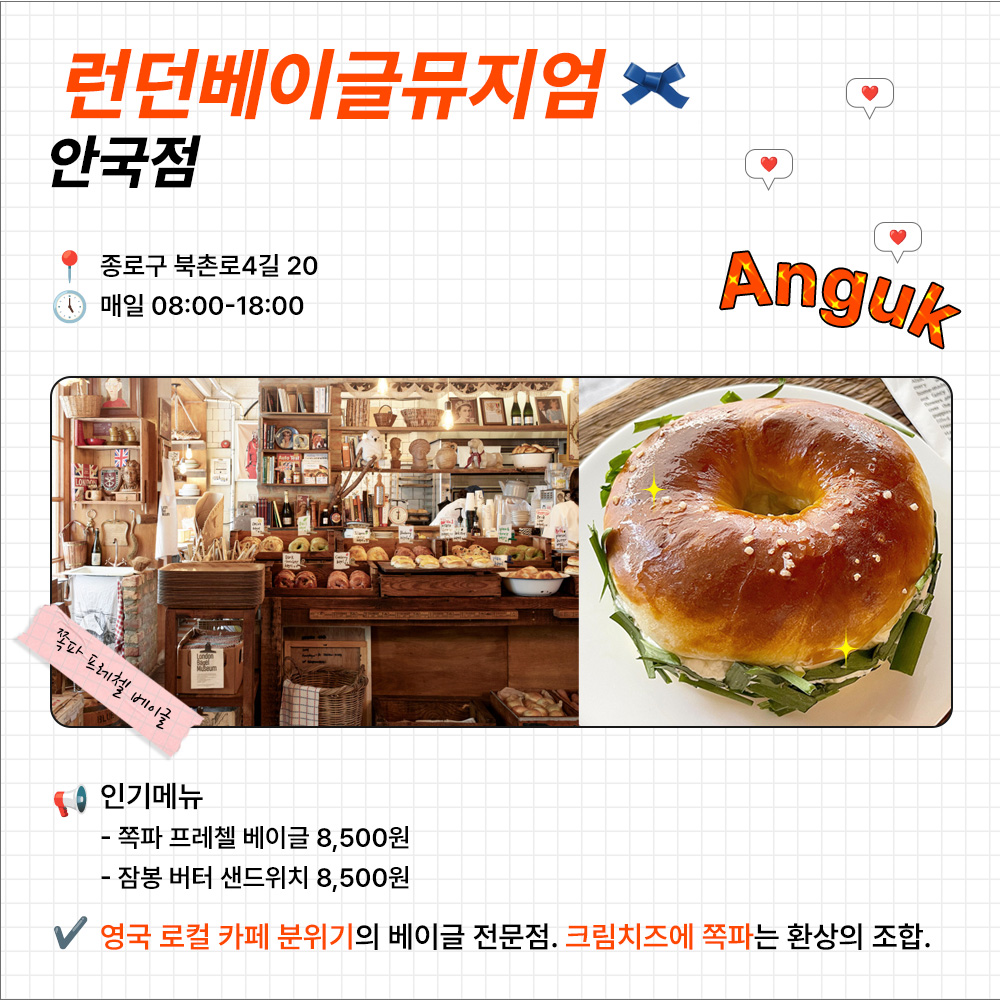 런던베이글뮤지엄
안국점
종로구 북촌로4길 20
매일 08:00-18:00
Anguk
London
Bagel
Museum
쪽파 프레첼 베이글
인기메뉴
- 쪽파 프레첼 베이글 8,500원
- 잠봉 버터 샌드위치 8,500원
영국 로컬 카페 분위기의 베이글 전문점. 크림치즈에 쪽파는 환상의 조합.